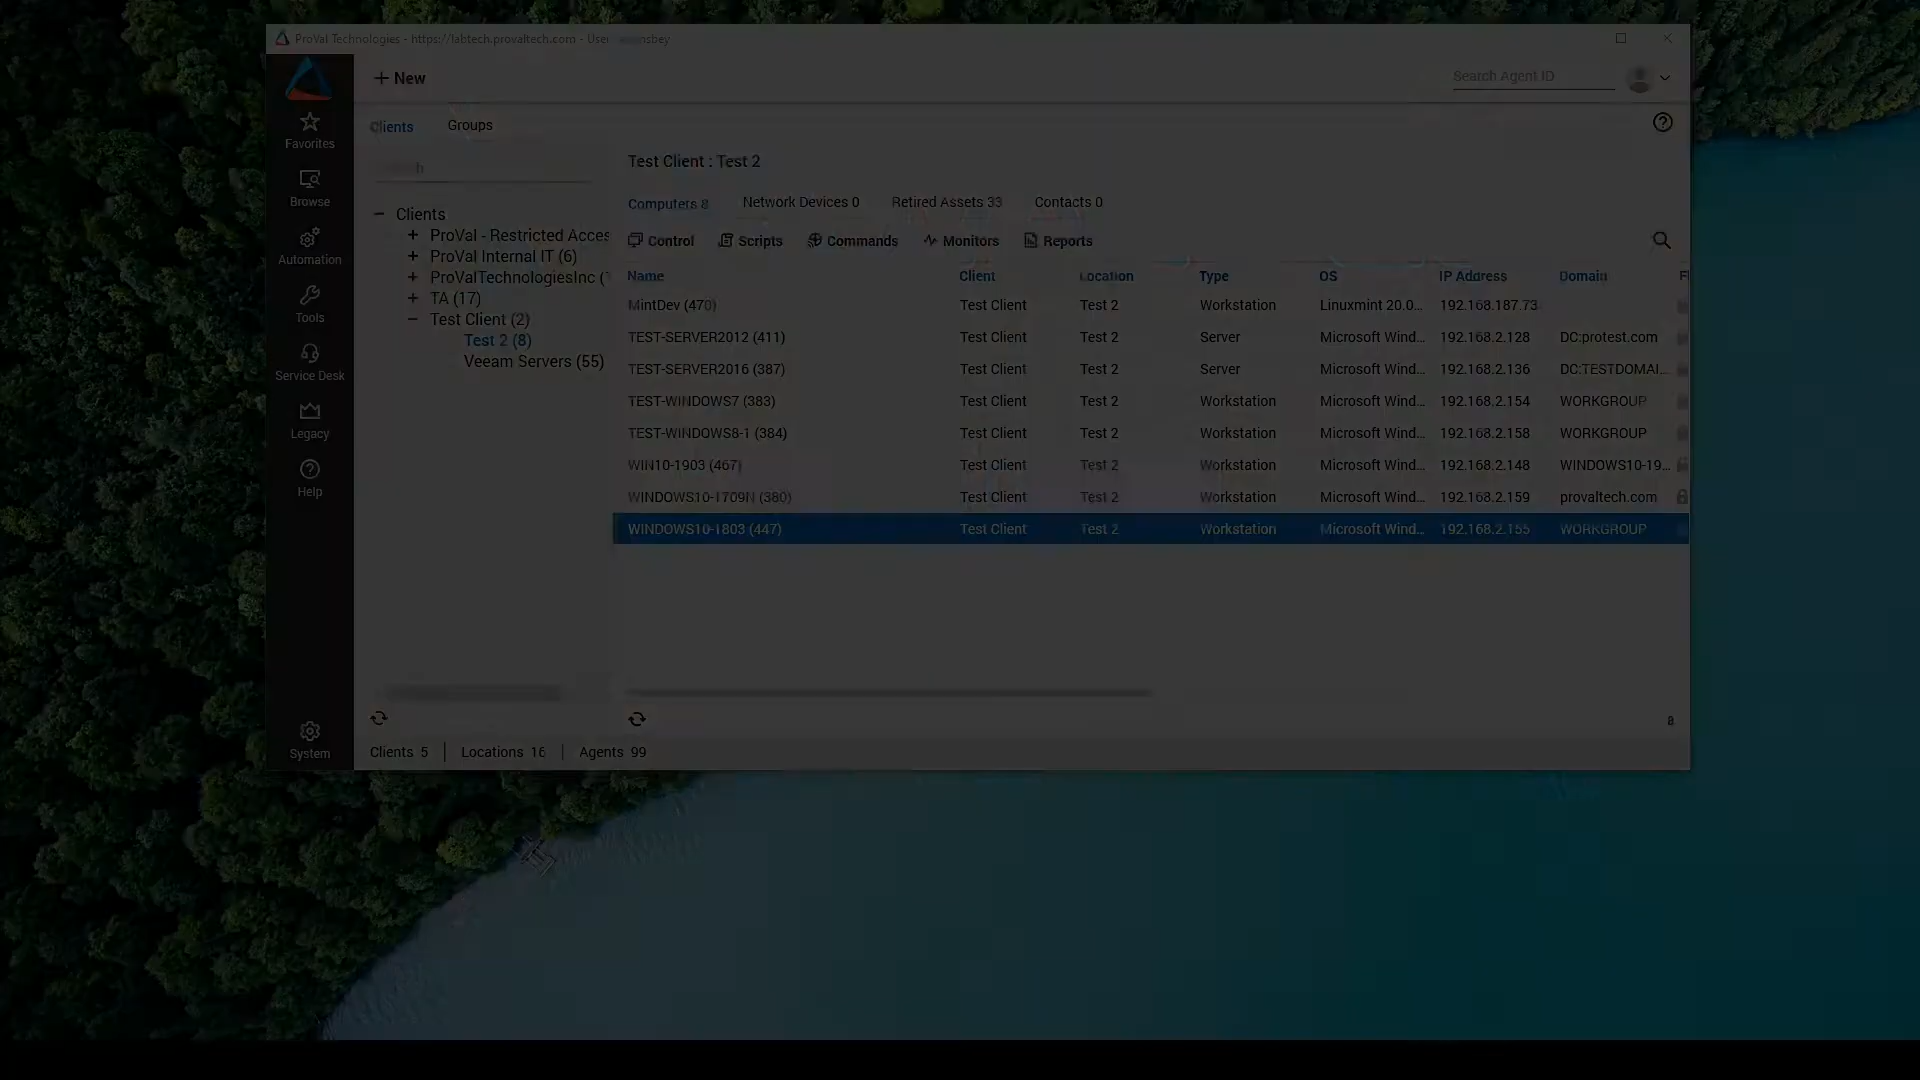 ProVal Technologies - https://labtech.provaltech.com - User
New
Search Agent ID
Favorites
Browse
Automation
Tools
Service Desk
Legacy
Help
System
Clients Groups
Clients
ProVal - Restricted Acces
ProVal Internal IT (6)
ProValTechnologiesInc (
TA (17)
Test Client (2)
Test 2 (8)
Veeam Servers (55)
Test Client : Test 2
Computers 8 Network Devices 0 Retired Assets 33 Contacts 0
Control Scripts Commands Monitors Reports
Name Client Location Type OS IP Address Domain
MintDev (470) Test Client Test 2 Workstation Linuxmint 20.0... 192.168.187.73
TEST-SERVER2012 (411) Test Client Test 2 Server Microsoft Wind... 192.168.2.128 DC:protest.com
TEST-SERVER2016 (387) Test Client Test 2 Server Microsoft Wind... 192.168.2.136 DC:TESTDOMAI...
TEST-WINDOWS7 (383) Test Client Test 2 Workstation Microsoft Wind... 192.168.2.154 WORKGROUP
TEST-WINDOWS8-1 (384) Test Client Test 2 Workstation Microsoft Wind... 192.168.2.158 WORKGROUP
WIN10-1903 (467) Test Client Test 2 Workstation Microsoft Wind... 192.168.2.148 WINDOWS10-19...
WINDOWS10-1709N (380) Test Client Test 2 Workstation Microsoft Wind... 192.168.2.159 provaltech.com
WINDOWS10-1803 (447) Test Client Test 2 Workstation Microsoft Wind... 192.168.2.155 WORKGROUP
8
Clients 5 | Locations 16 | Agents 99